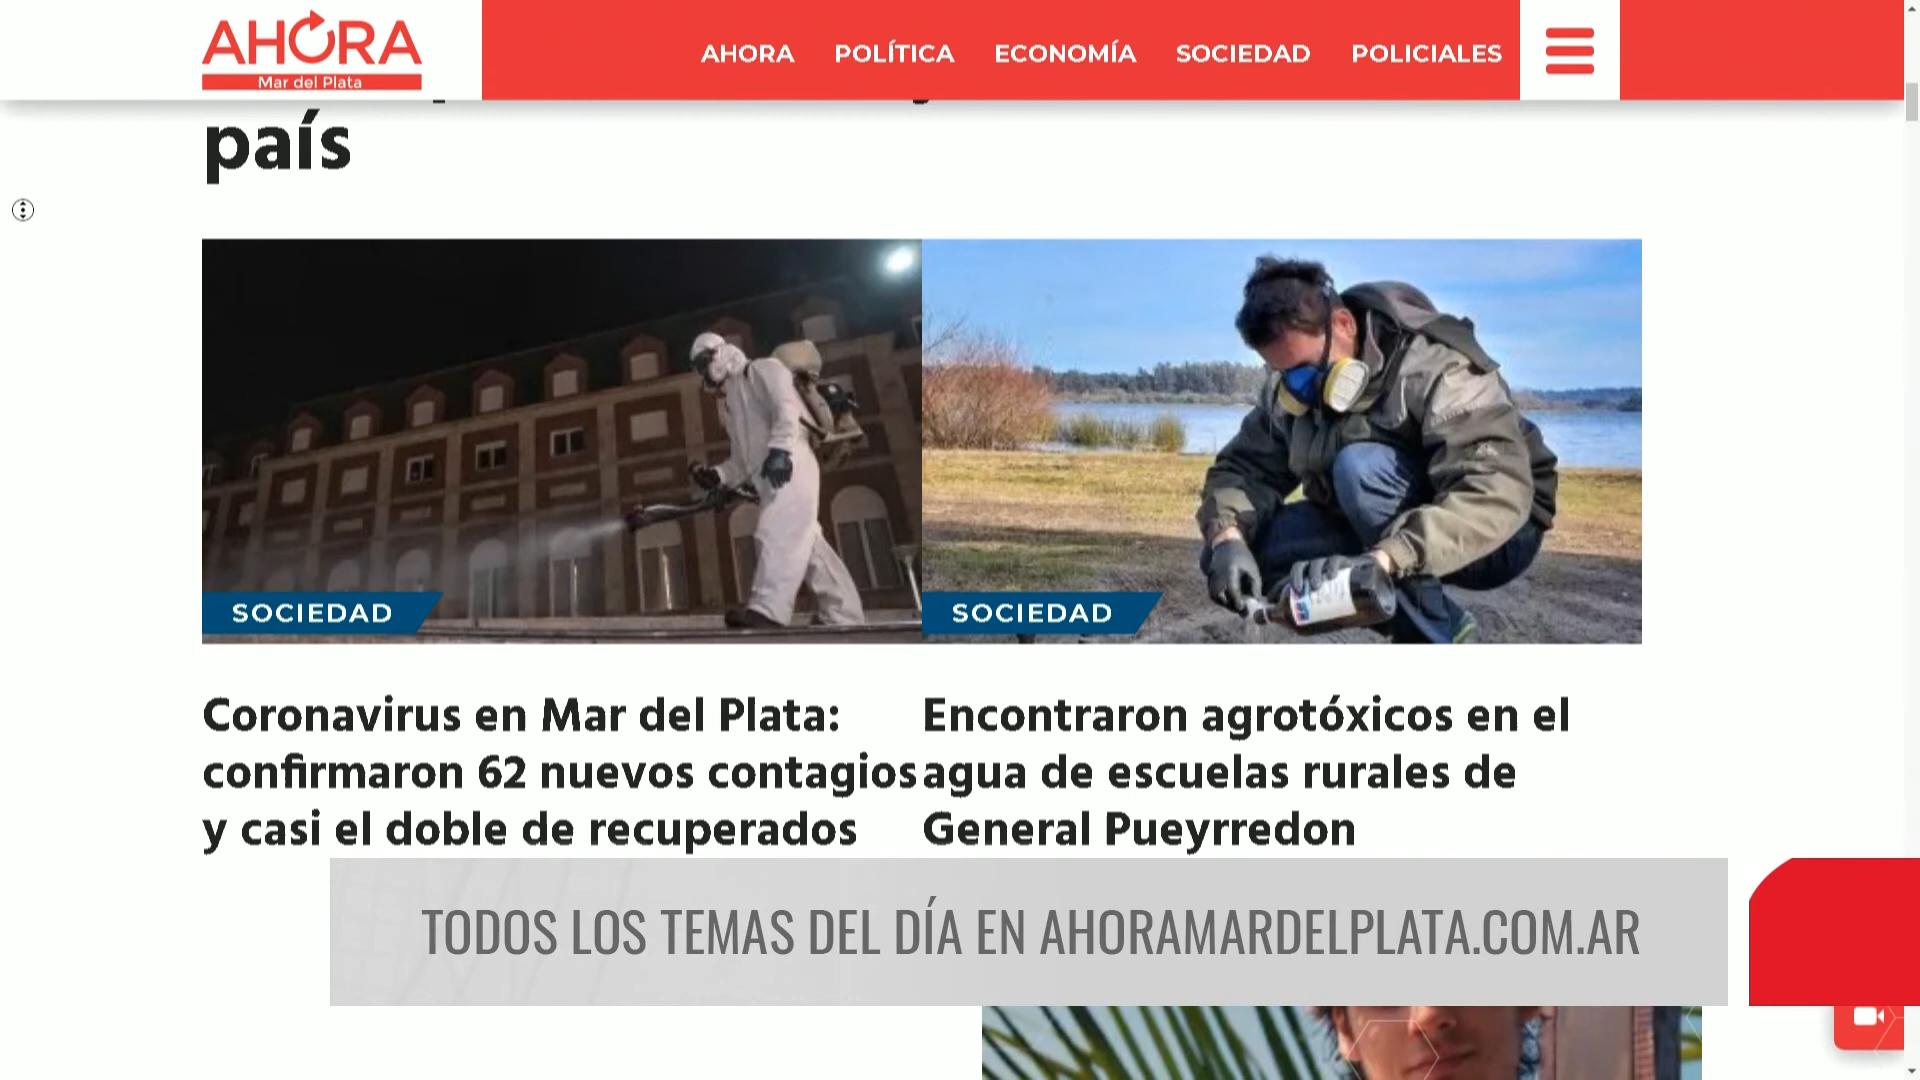 AHORA
Mar del Plata
AHORA POLÍTICA ECONOMÍA SOCIEDAD POLICIALES
país
SOCIEDAD
SOCIEDAD
Coronavirus en Mar del Plata:
confirmaron 62 nuevos contagios
y casi el doble de recuperados
Encontraron agrotóxicos en el
agua de escuelas rurales de
General Pueyrredon
TODOS LOS TEMAS DEL DÍA EN AHORAMARDELPLATA.COM.AR